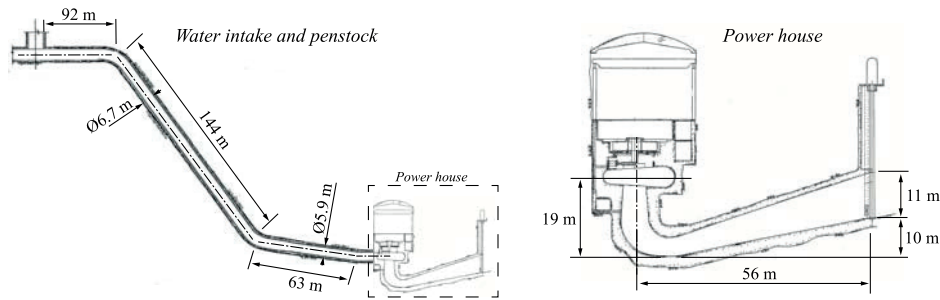 92 m
Water intake and penstock
Ø6.7 m
144 m
Ø5.9 m
63 m
Power house
Power house
19 m
11 m
10 m
56 m